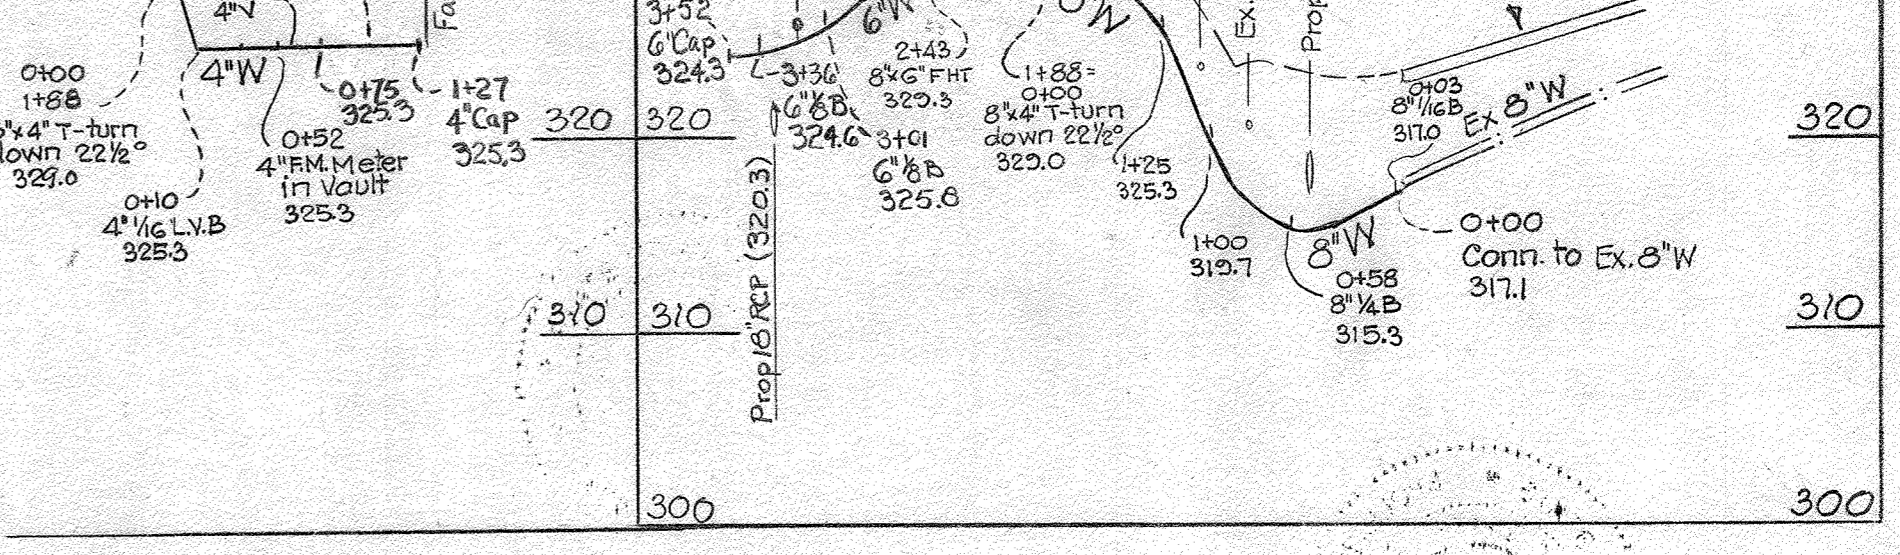 4"W
0+00
1+88
"x4" T-turn
down 22½°
329.0
4"W
0+10
4" 1/16 L.V.B
325.3
0+52
4" F.M. Meter
in Vault
325.3
0+75
325.3
1+27
4" Cap
325.3
320
310
3+52
6" Cap
324.3
320
310
300
Prop 18" RCP (320.3)
3+36
6" 1/8 B
324.6
6"W
2+43
8"x6" FHT
329.3
3+01
6" 1/8 B
325.8
1+88=
0+00
8"x4" T-turn
down 22½°
329.0
1+25
325.3
1+00
319.7
Ex.
Prop
8"W
0+58
8" 1/4 B
315.3
0+03
8" 1/16 B
317.0
Ex 8"W
0+00
Conn. to Ex. 8"W
317.1
320
310
300